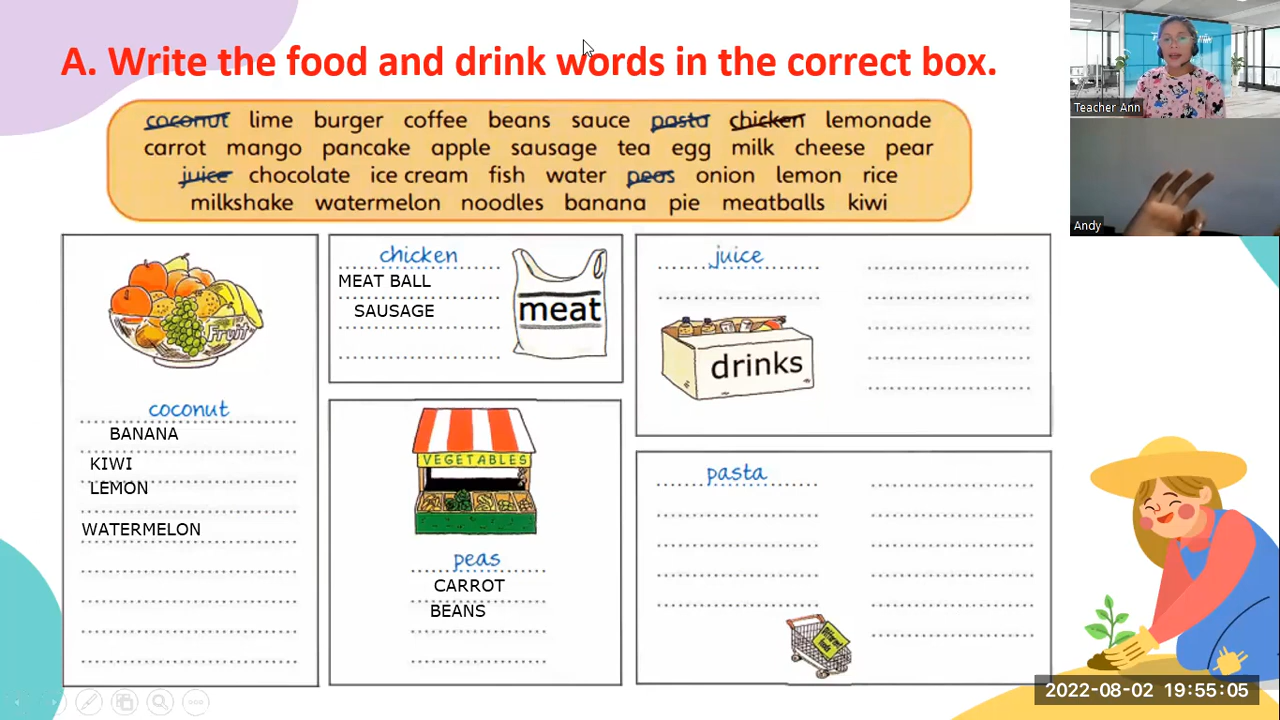 A. Write the food and drink words in the correct box.
coconut lime burger coffee beans sauce pasta chicken lemonade
carrot mango pancake apple sausage tea egg milk cheese pear
juice chocolate ice cream fish water peas onion lemon rice
milkshake watermelon noodles banana pie meatballs kiwi
Fruit
coconut
BANANA
KIWI
LEMON
WATERMELON
chicken
MEAT BALL
SAUSAGE
meat
VEGETABLES
peas
CARROT
BEANS
juice
drinks
pasta
Different
foods
Teacher Ann
Andy
2022-08-02 19:55:05